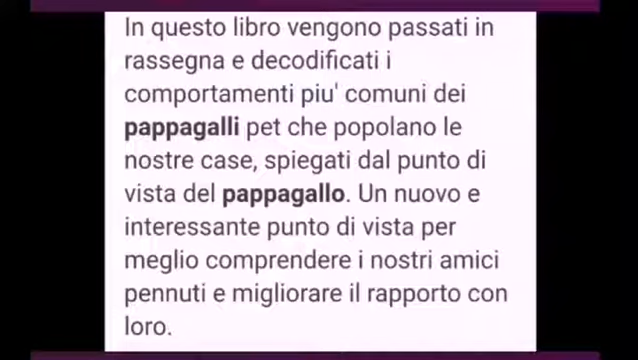 In questo libro vengono passati in
rassegna e decodificati i
comportamenti piu' comuni dei
pappagalli pet che popolano le
nostre case, spiegati dal punto di
vista del pappagallo. Un nuovo e
interessante punto di vista per
meglio comprendere i nostri amici
pennuti e migliorare il rapporto con
loro.